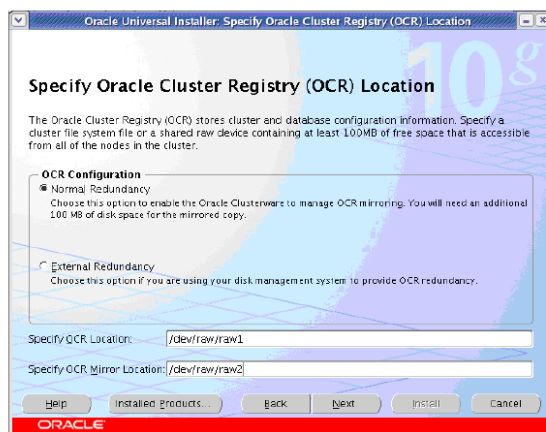 Oracle Universal Installer: Specify Oracle Cluster Registry (OCR) Location
10g
Specify Oracle Cluster Registry (OCR) Location
The Oracle Cluster Registry (OCR) stores cluster and database configuration information. Specify a
cluster file system file or a shared raw device containing at least 100MB of free space that is accessible
from all of the nodes in the cluster.
OCR Configuration
Normal Redundancy
Choose this option to enable the Oracle Clusterware to manage OCR mirroring. You will need an additional
100 MB of disk space for the mirrored copy.
External Redundancy
Choose this option if you are using your disk management system to provide OCR redundancy.
Specify OCR Location: /dev/raw/raw1
Specify OCR Mirror Location: /dev/raw/raw2
Help Installed Products... Back Next Install Cancel
ORACLE